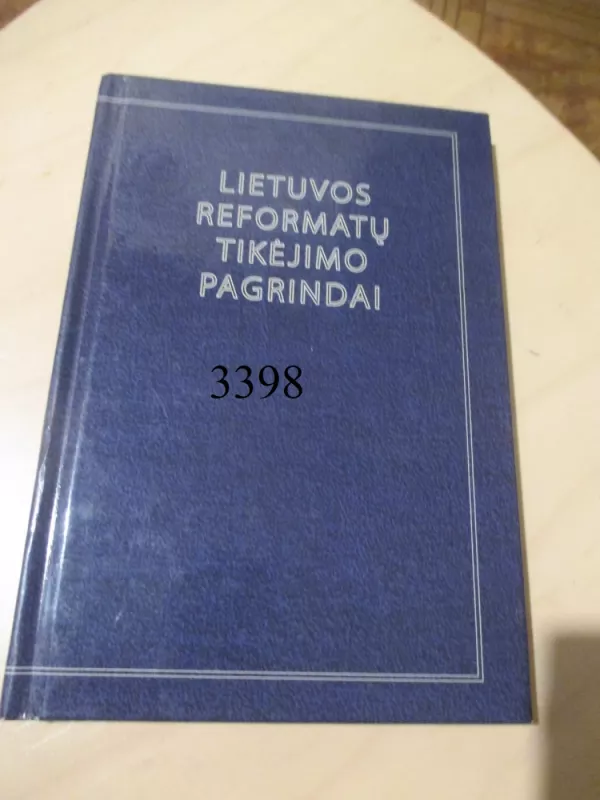 LIETUVOS
REFORMATŲ
TIKĖJIMO
PAGRINDAI
3398